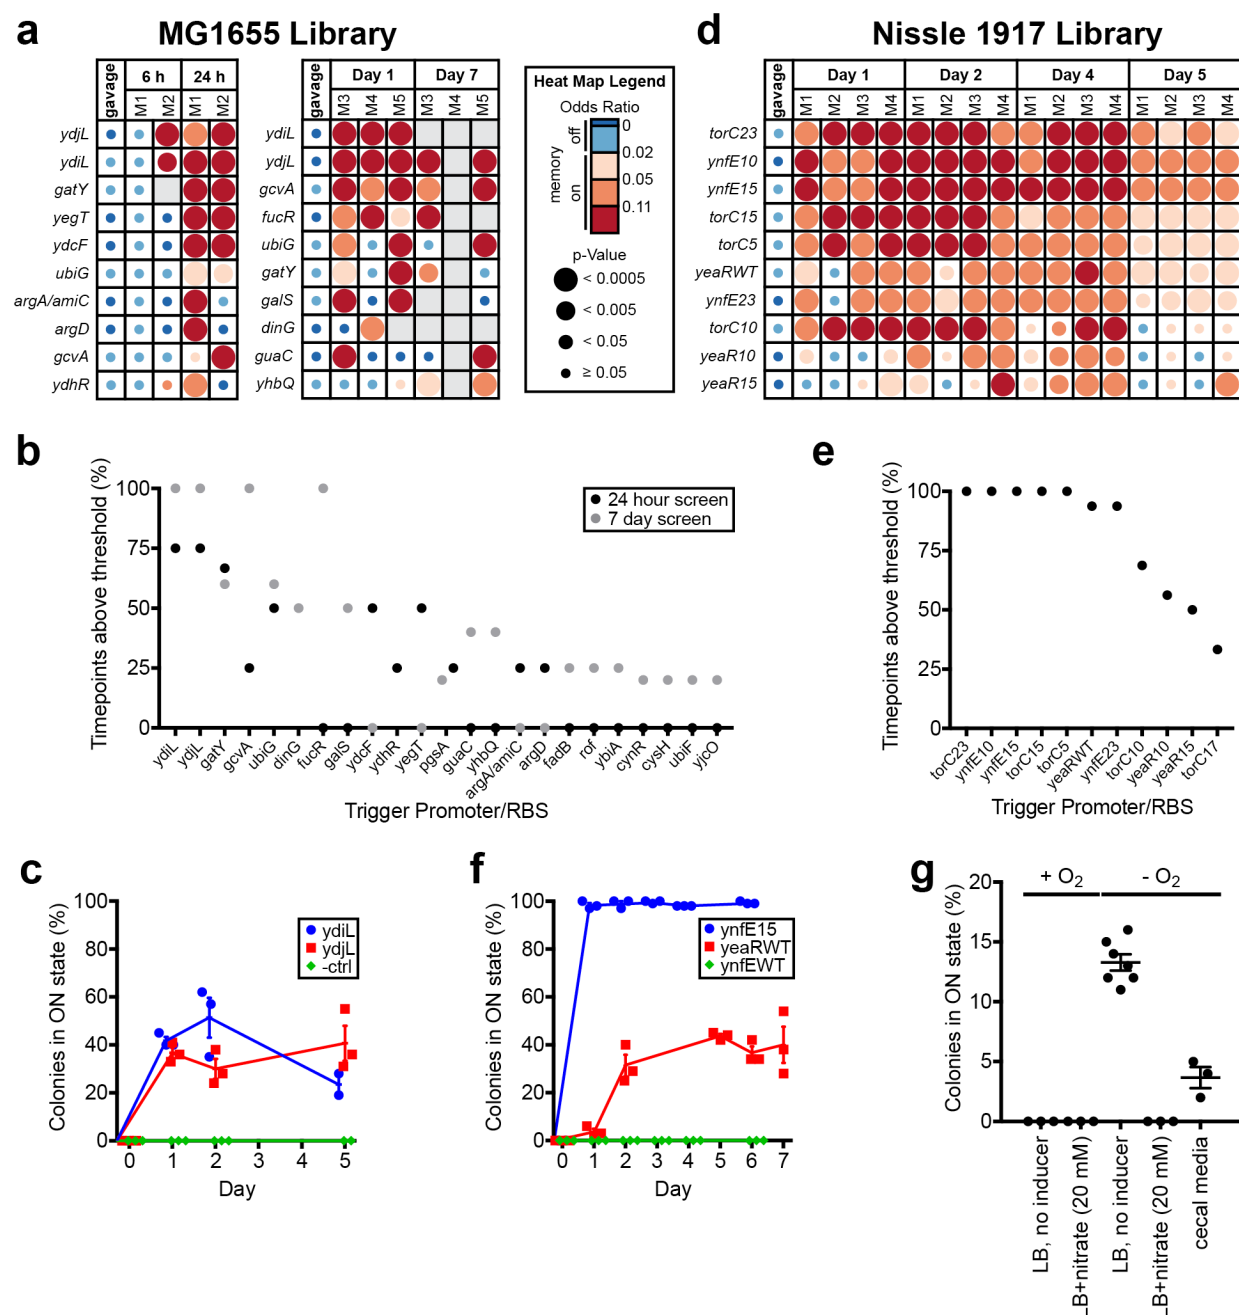 a
MG1655 Library
gavage
6 h
24 h
M1
M2
M1
M2
ydjL
ydiL
gatY
yegT
ydcF
ubiG
argA/amiC
argD
gcvA
ydhR
gavage
Day 1
Day 7
M3
M4
M5
M3
M4
M5
ydiL
ydjL
gcvA
fucR
ubiG
gatY
galS
dinG
guaC
yhbQ
Heat Map Legend
Odds Ratio
memory
off
on
0
0.02
0.05
0.11
p-Value
< 0.0005
< 0.005
< 0.05
≥ 0.05
d
Nissle 1917 Library
gavage
Day 1
Day 2
Day 4
Day 5
M1
M1
M2
M3
M4
M1
M2
M3
M4
M1
M2
M3
M4
M1
M2
M3
M4
torC23
ynfE10
ynfE15
torC15
torC5
yeaRWT
ynfE23
torC10
yeaR10
yeaR15
b
Timepoints above threshold (%)
100
75
50
25
0
24 hour screen
7 day screen
ydiL
ydjL
gatY
gcvA
ubiG
dinG
fucR
galS
ydcF
ydhR
yegT
pgsA
guaC
yhbQ
argA/amiC
argD
fadB
rof
ybiA
cynR
cysH
ubiF
yjcO
Trigger Promoter/RBS
e
Timepoints above threshold (%)
100
75
50
25
0
torC23
ynfE10
ynfE15
torC15
torC5
yeaRWT
ynfE23
torC10
yeaR10
yeaR15
torC17
Trigger Promoter/RBS
c
Colonies in ON state (%)
100
80
60
40
20
0
ydiL
ydjL
-ctrl
0 1 2 3 4 5
Day
f
Colonies in ON state (%)
100
80
60
40
20
0
ynfE15
yeaRWT
ynfEWT
0 1 2 3 4 5 6 7
Day
g
Colonies in ON state (%)
20
15
10
5
0
+ O₂
- O₂
LB, no inducer
LB+nitrate (20 mM)
LB, no inducer
LB+nitrate (20 mM)
cecal media